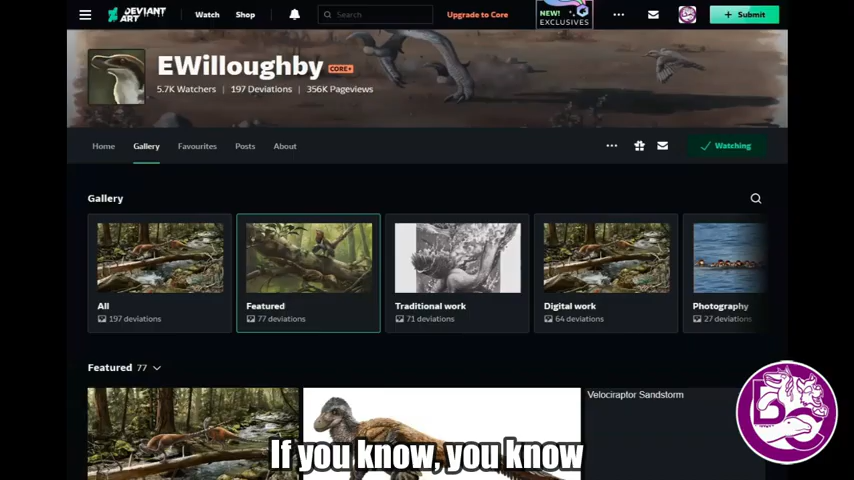 DEVIANT ART
Watch
Shop
Search
Upgrade to Core
NEW!
EXCLUSIVES
+ Submit
EWilloughby CORE+
5.7K Watchers | 197 Deviations | 356K Pageviews
Home
Gallery
Favourites
Posts
About
Watching
Gallery
All
197 deviations
Featured
77 deviations
Traditional work
71 deviations
Digital work
64 deviations
Photography
27 deviations
Featured 77
Velociraptor Sandstorm
If you know, you know